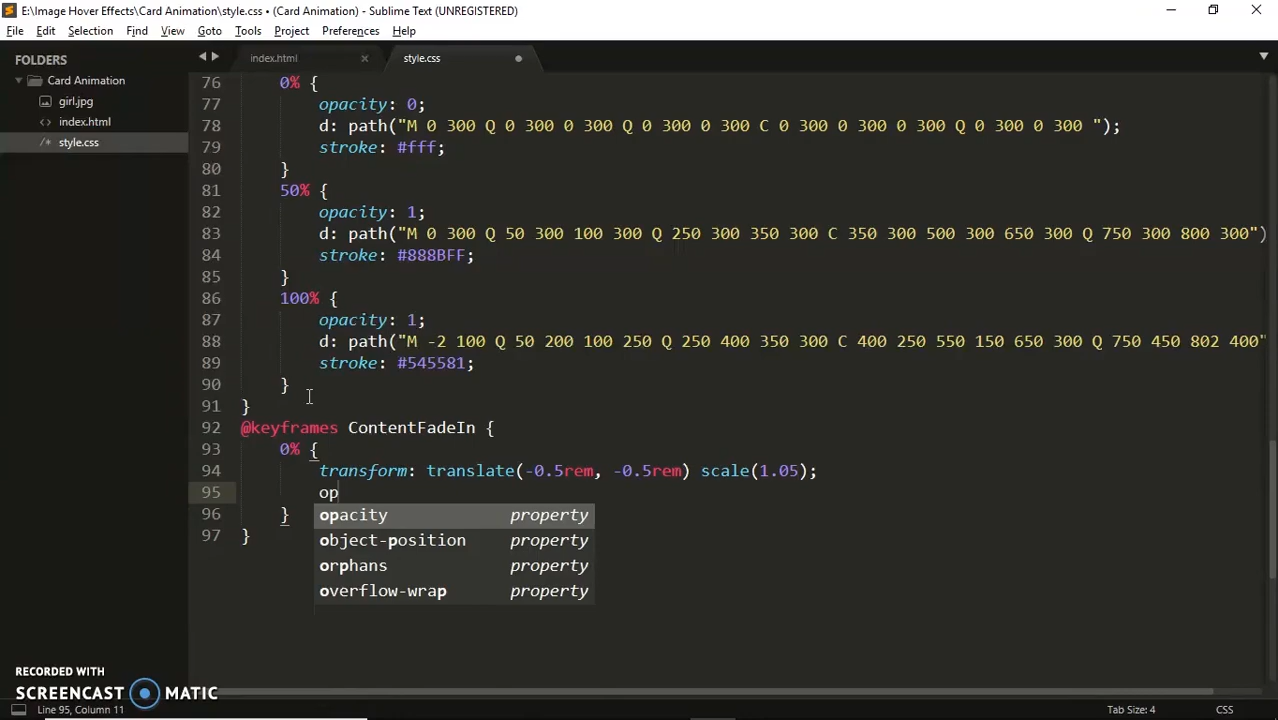 E:\Image Hover Effects\Card Animation\style.css • (Card Animation) - Sublime Text (UNREGISTERED)
File Edit Selection Find View Goto Tools Project Preferences Help
FOLDERS
Card Animation
girl.jpg
index.html
style.css
index.html style.css
76 0% {
77 opacity: 0;
78 d: path("M 0 300 Q 0 300 0 300 Q 0 300 0 300 C 0 300 0 300 0 300 Q 0 300 0 300 ");
79 stroke: #fff;
80 }
81 50% {
82 opacity: 1;
83 d: path("M 0 300 Q 50 300 100 300 Q 250 300 350 300 C 350 300 500 300 650 300 Q 750 300 800 300")
84 stroke: #888BFF;
85 }
86 100% {
87 opacity: 1;
88 d: path("M -2 100 Q 50 200 100 250 Q 250 400 350 300 C 400 250 550 150 650 300 Q 750 450 802 400"
89 stroke: #545581;
90 }
91 }
92 @keyframes ContentFadeIn {
93 0% {
94 transform: translate(-0.5rem, -0.5rem) scale(1.05);
95 op
96 }
97 }
opacity property
object-position property
orphans property
overflow-wrap property
RECORDED WITH
SCREENCAST MATIC
Line 95, Column 11 Tab Size: 4 CSS